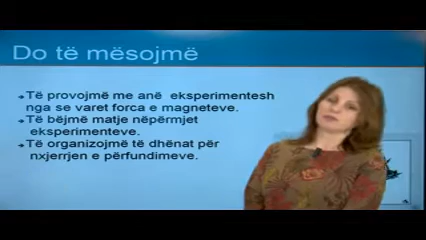 Do të mësojmë
Të provojmë me anë eksperimentesh
nga se varet forca e magneteve.
Të bëjmë matje nëpërmjet
eksperimenteve.
Të organizojmë të dhënat për
nxjerrjen e përfundimeve.